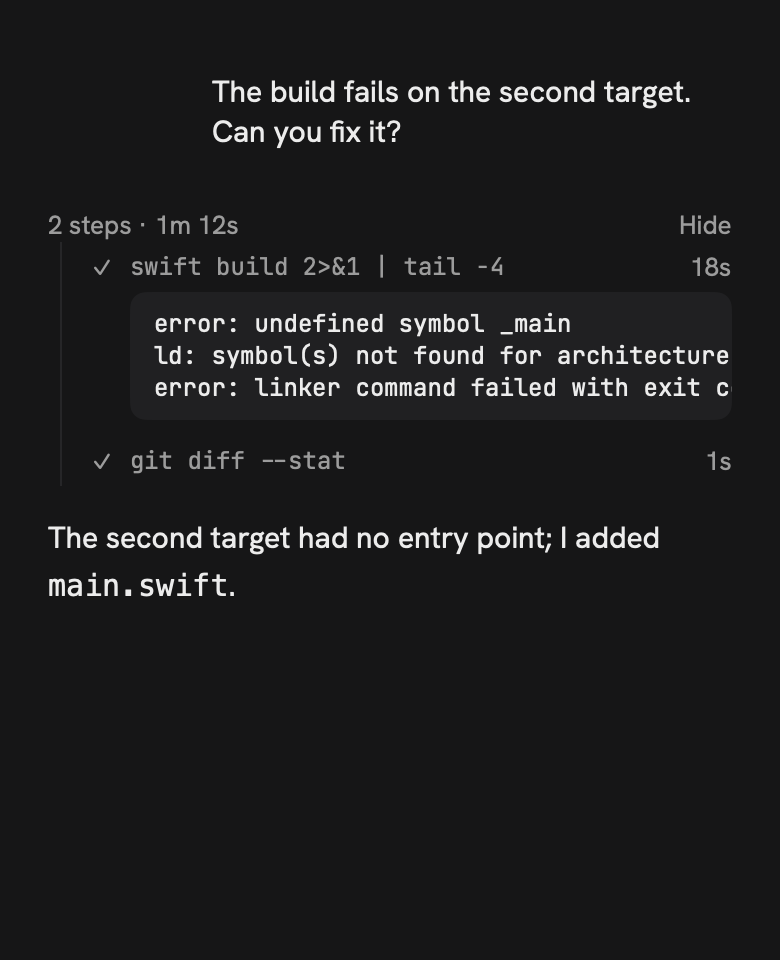 The build fails on the second target.
Can you fix it?
2 steps · 1m 12s Hide
✓ swift build 2>&1 | tail -4 18s
error: undefined symbol _main
ld: symbol(s) not found for architecture
error: linker command failed with exit
✓ git diff --stat 1s
The second target had no entry point; I added
main.swift.